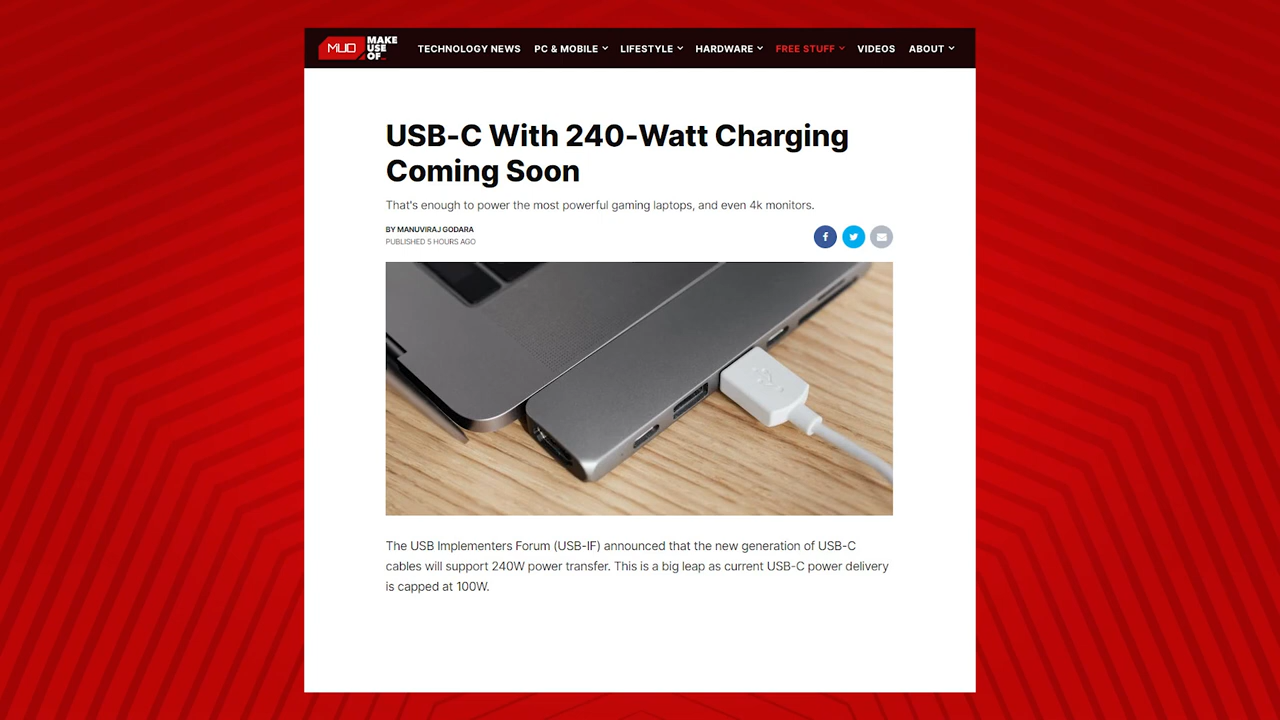 MUO MAKE
USE
OF_
TECHNOLOGY NEWS PC & MOBILE LIFESTYLE HARDWARE FREE STUFF VIDEOS ABOUT
USB-C With 240-Watt Charging
Coming Soon
That's enough to power the most powerful gaming laptops, and even 4k monitors.
BY MANUVIRAJ GODARA
PUBLISHED 5 HOURS AGO
The USB Implementers Forum (USB-IF) announced that the new generation of USB-C
cables will support 240W power transfer. This is a big leap as current USB-C power delivery
is capped at 100W.